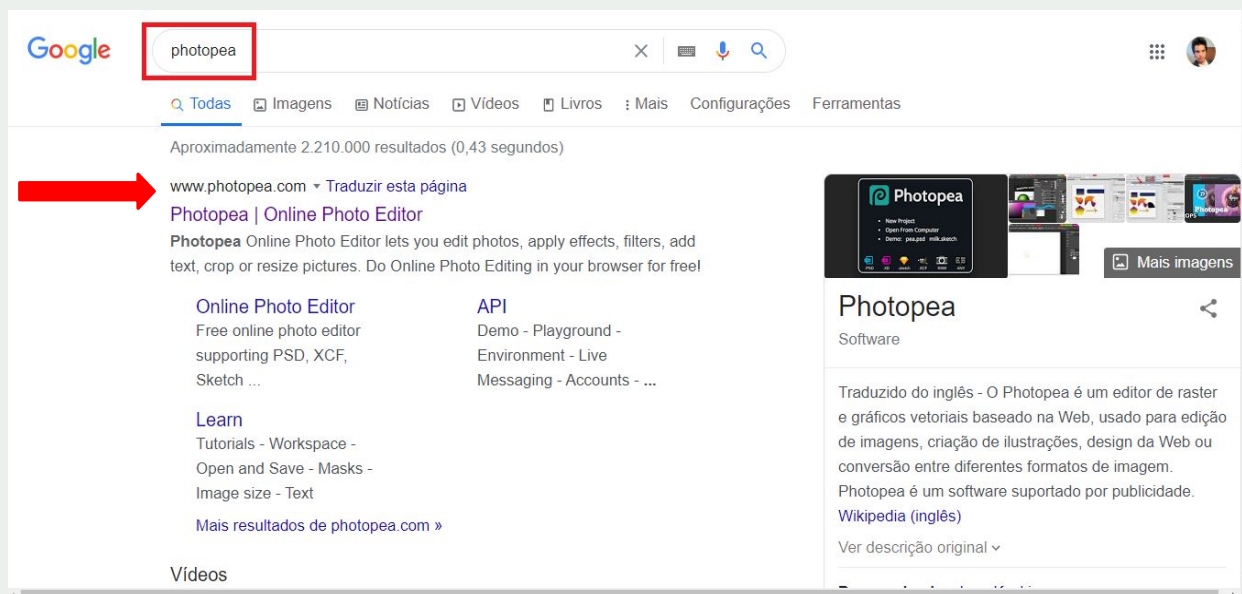 Google
photopea
Todas Imagens Notícias Vídeos Livros Mais Configurações Ferramentas
Aproximadamente 2.210.000 resultados (0,43 segundos)
www.photopea.com Traduzir esta página
Photopea | Online Photo Editor
Photopea Online Photo Editor lets you edit photos, apply effects, filters, add
text, crop or resize pictures. Do Online Photo Editing in your browser for free!
Online Photo Editor
Free online photo editor
supporting PSD, XCF,
Sketch ...
API
Demo - Playground -
Environment - Live
Messaging - Accounts - ...
Learn
Tutorials - Workspace -
Open and Save - Masks -
Image size - Text
Mais resultados de photopea.com »
Vídeos
Photopea
New Project
Open From Computer
Demo: pea.psd milk.sketch
Mais imagens
Photopea
Software
Traduzido do inglês - O Photopea é um editor de raster
e gráficos vetoriais baseado na Web, usado para edição
de imagens, criação de ilustrações, design da Web ou
conversão entre diferentes formatos de imagem.
Photopea é um software suportado por publicidade.
Wikipedia (inglês)
Ver descrição original